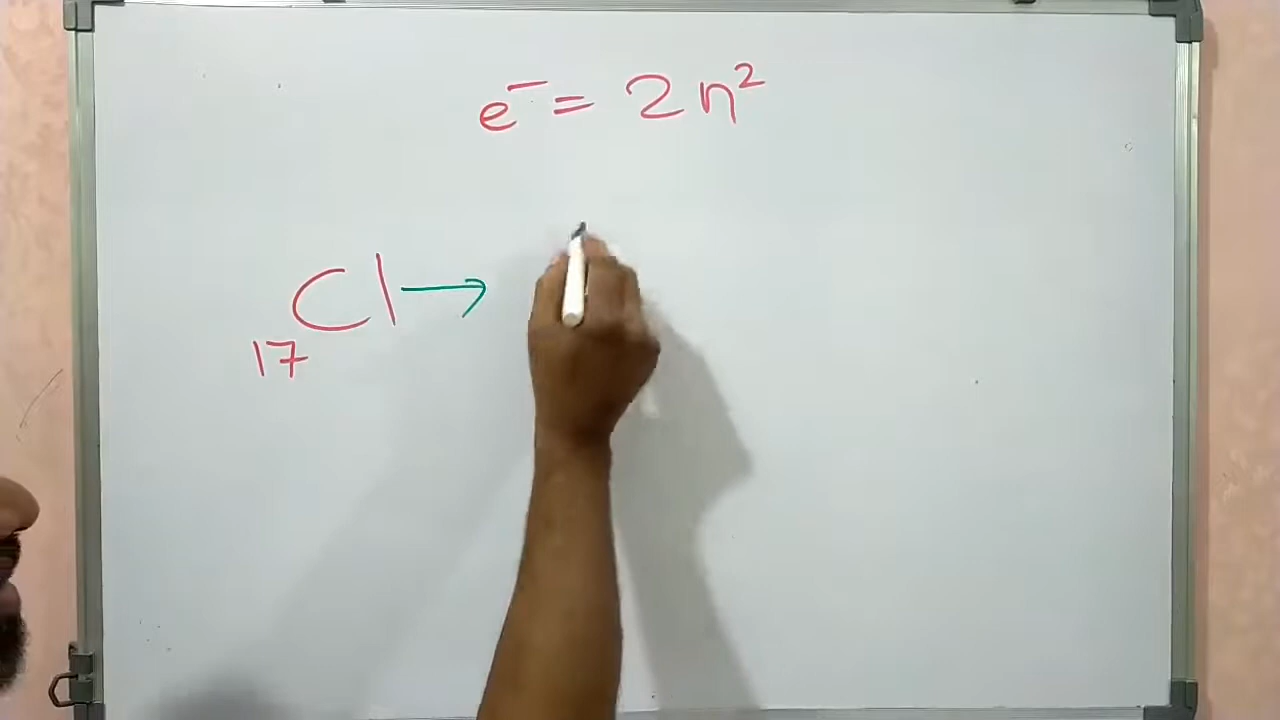 e⁻ = 2n²
₁₇Cl →